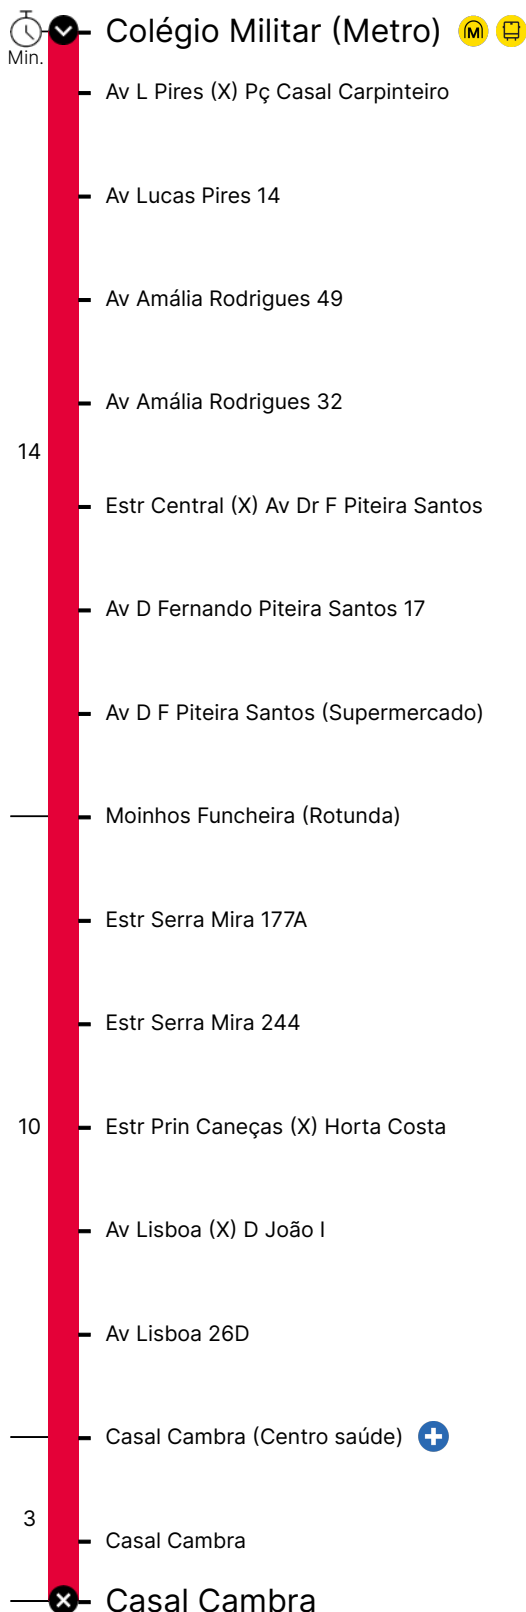 Colégio Militar (Metro) M
Min.
Av L Pires (X) Pç Casal Carpinteiro
Av Lucas Pires 14
Av Amália Rodrigues 49
Av Amália Rodrigues 32
14
Estr Central (X) Av Dr F Piteira Santos
Av D Fernando Piteira Santos 17
Av D F Piteira Santos (Supermercado)
Moinhos Funcheira (Rotunda)
Estr Serra Mira 177A
Estr Serra Mira 244
10 Estr Prin Caneças (X) Horta Costa
Av Lisboa (X) D João I
Av Lisboa 26D
Casal Cambra (Centro saúde)
3
Casal Cambra
Casal Cambra